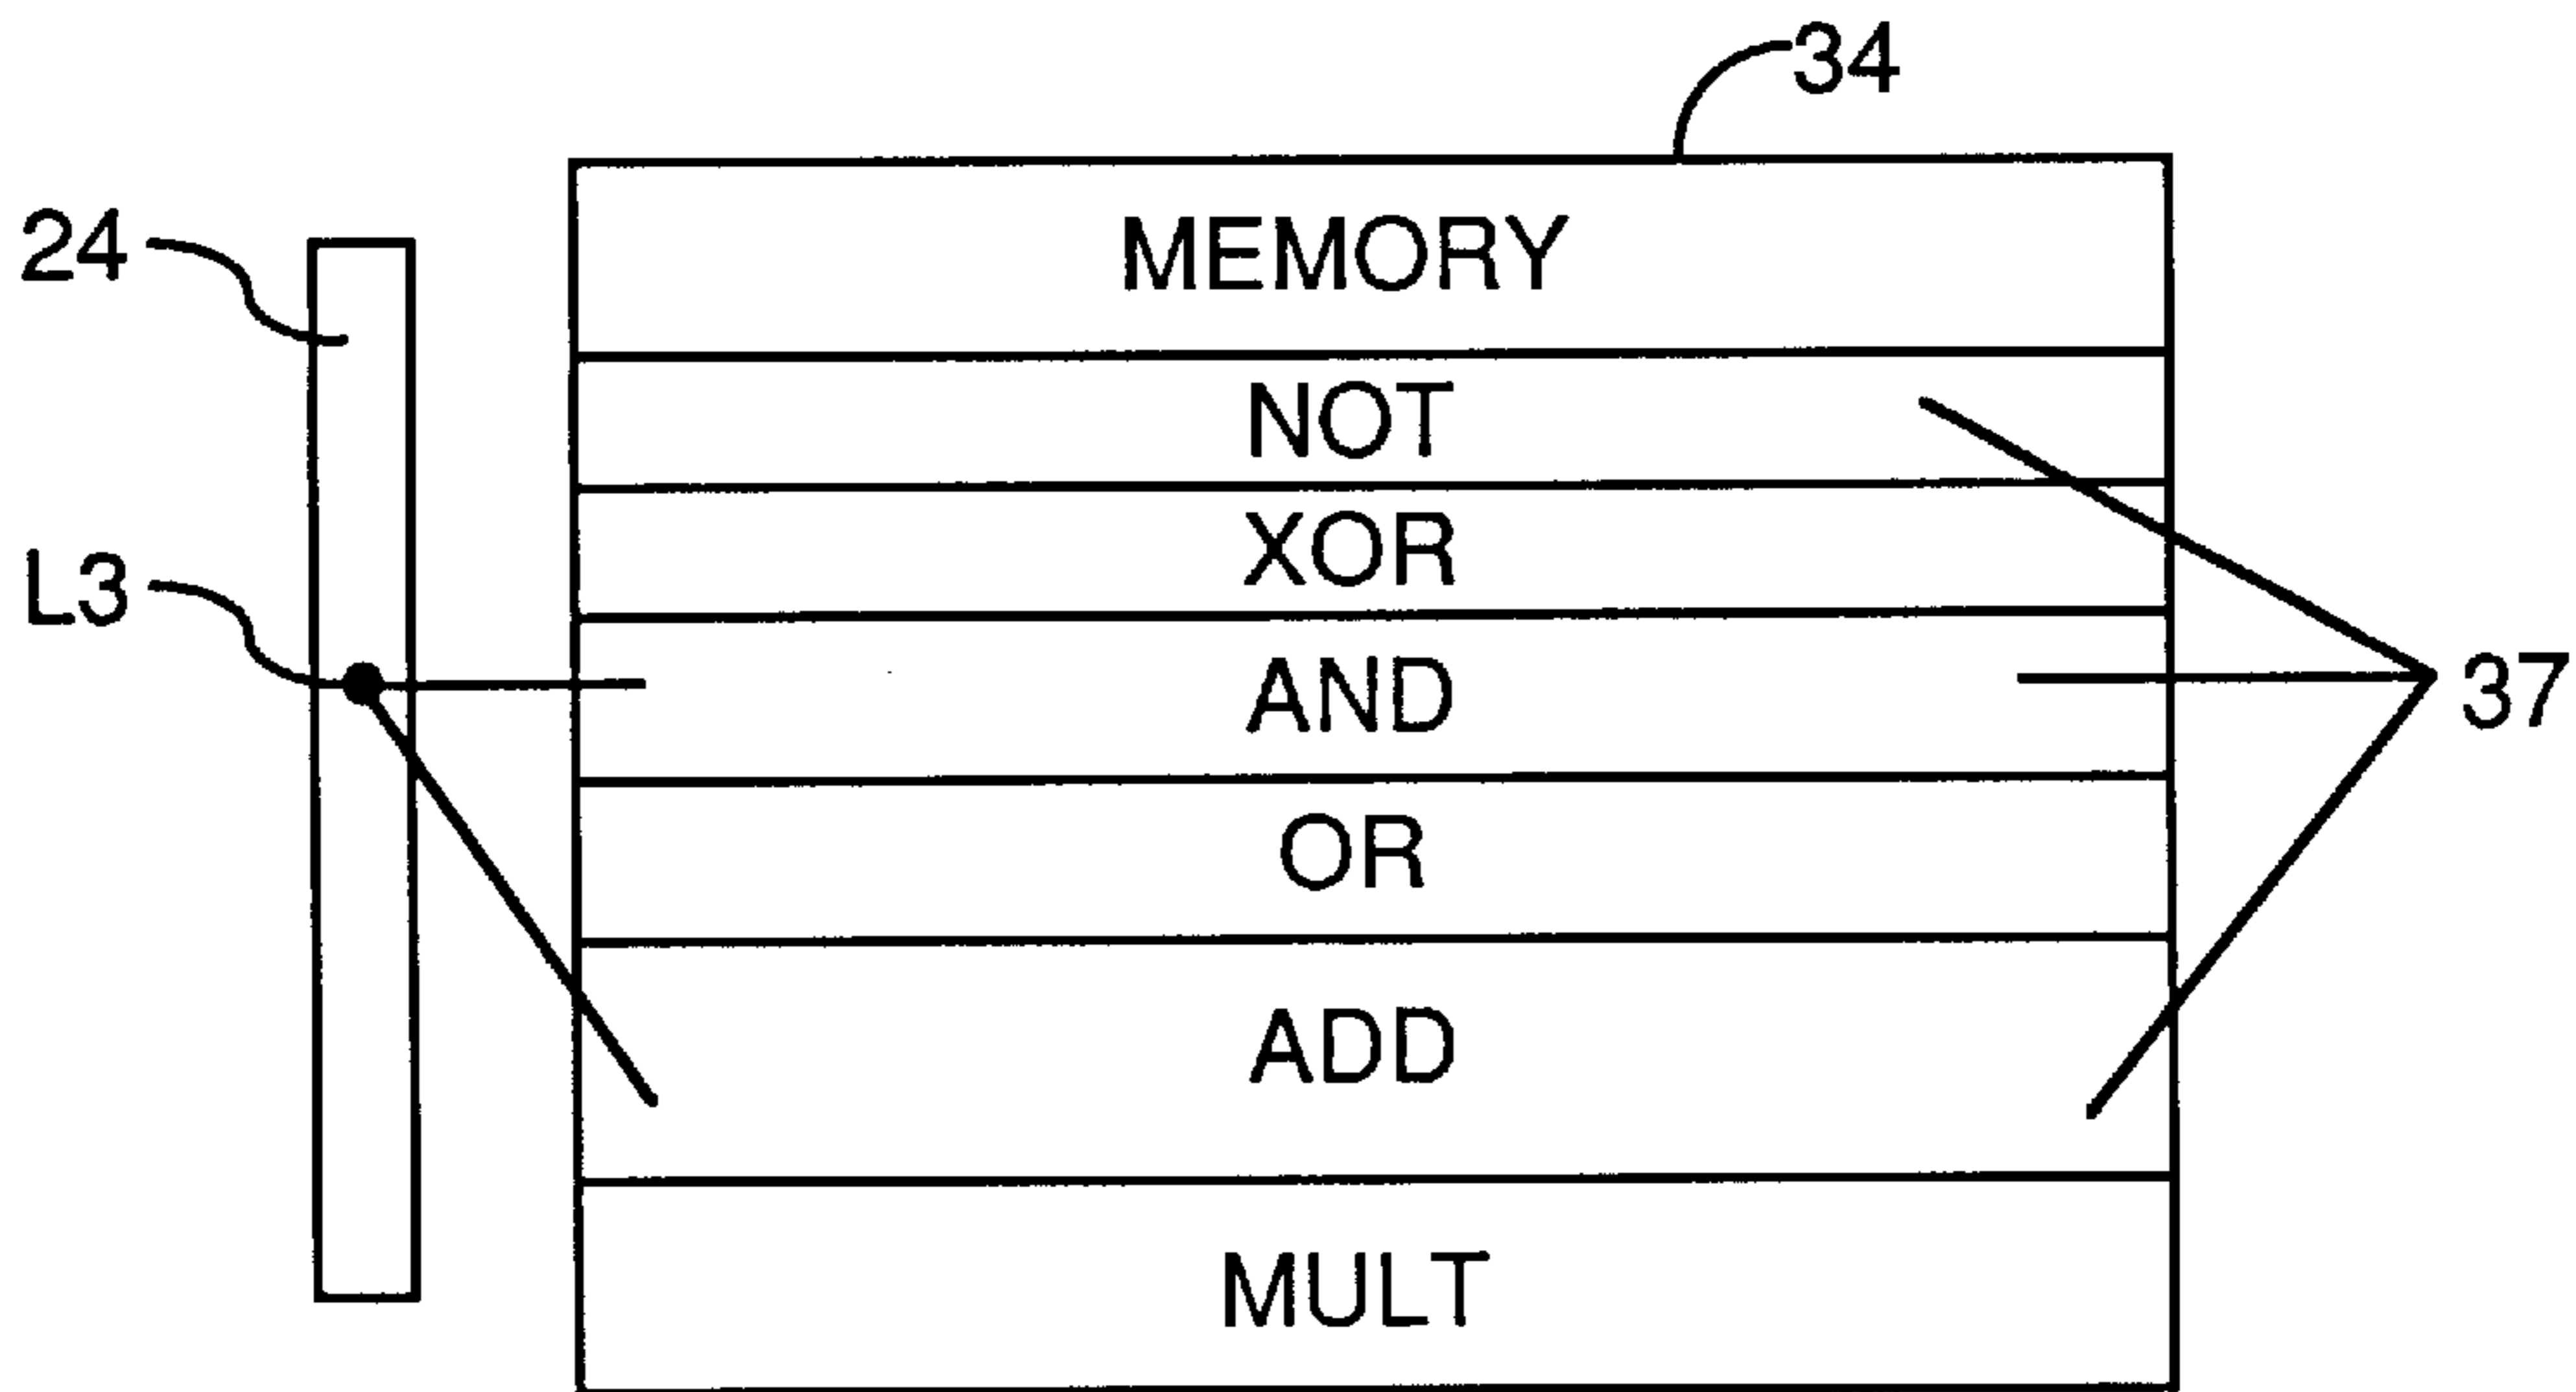 34
MEMORY
24
NOT
XOR
L3
AND
37
OR
ADD
MULT